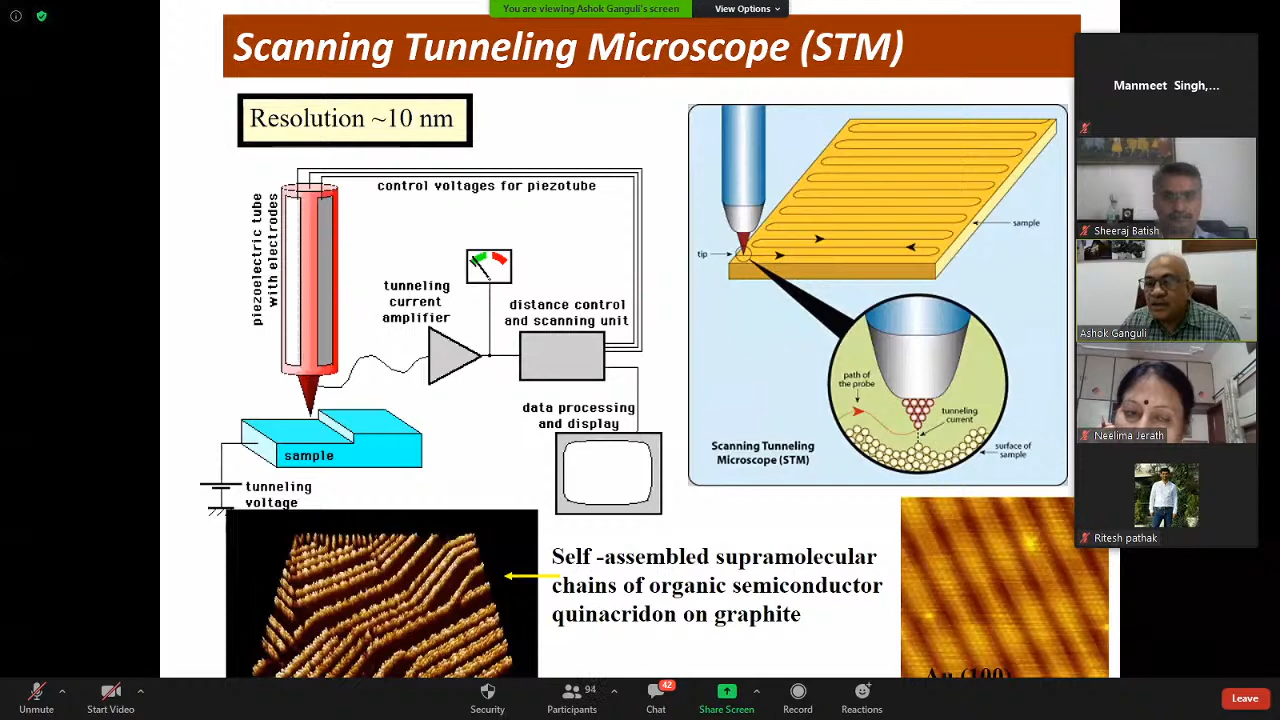 You are viewing Ashok Ganguli's screen
View Options
Scanning Tunneling Microscope (STM)
Resolution ~10 nm
control voltages for piezotube
piezoelectric tube
with electrodes
tunneling
current
amplifier
distance control
and scanning unit
data processing
and display
sample
tunneling
voltage
sample
tip
path of
the probe
tunneling
current
surface of
sample
Scanning Tunneling
Microscope (STM)
Self -assembled supramolecular
chains of organic semiconductor
quinacridon on graphite
Au (100)
Manmeet Singh,...
Sheeraj Batish
Ashok Ganguli
Neelima Jerath
Ritesh pathak
Unmute
Start Video
Security
94
Participants
42
Chat
Share Screen
Record
Reactions
Leave